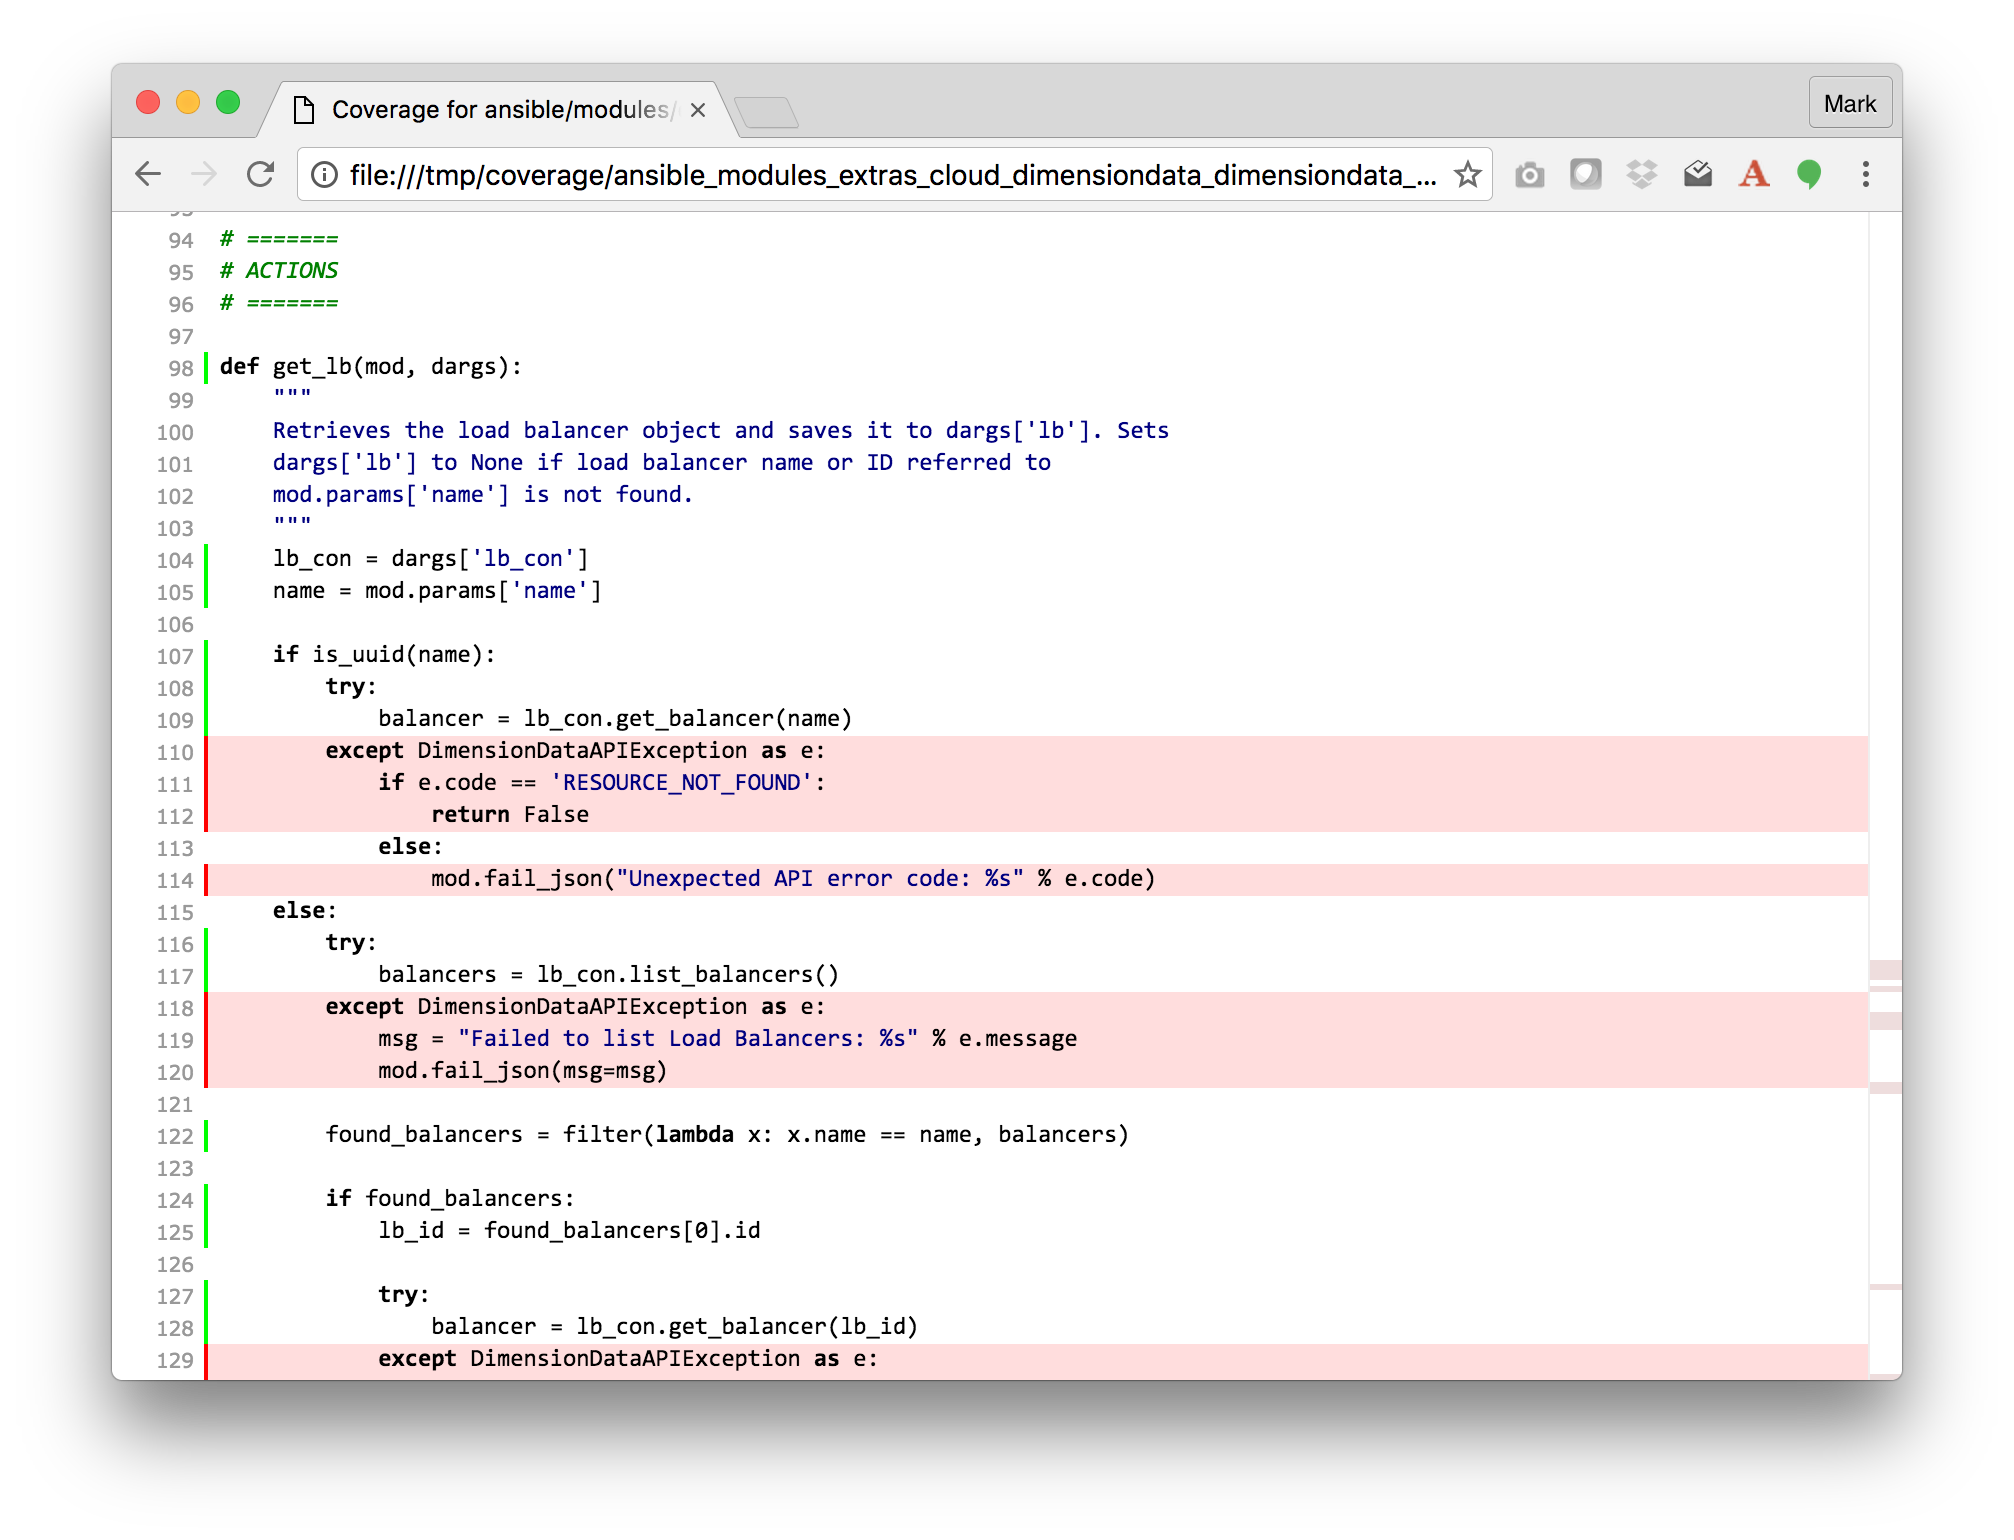 Coverage for ansible/modules/
Mark
file:///tmp/coverage/ansible_modules_extras_cloud_dimensiondata_dimensiondata_...
94 # =======
95 # ACTIONS
96 # =======
97
98 def get_lb(mod, dargs):
99     """
100     Retrieves the load balancer object and saves it to dargs['lb']. Sets
101     dargs['lb'] to None if load balancer name or ID referred to
102     mod.params['name'] is not found.
103     """
104     lb_con = dargs['lb_con']
105     name = mod.params['name']
106
107     if is_uuid(name):
108         try:
109             balancer = lb_con.get_balancer(name)
110         except DimensionDataAPIException as e:
111             if e.code == 'RESOURCE_NOT_FOUND':
112                 return False
113             else:
114                 mod.fail_json("Unexpected API error code: %s" % e.code)
115     else:
116         try:
117             balancers = lb_con.list_balancers()
118         except DimensionDataAPIException as e:
119             msg = "Failed to list Load Balancers: %s" % e.message
120             mod.fail_json(msg=msg)
121
122         found_balancers = filter(lambda x: x.name == name, balancers)
123
124         if found_balancers:
125             lb_id = found_balancers[0].id
126
127             try:
128                 balancer = lb_con.get_balancer(lb_id)
129             except DimensionDataAPIException as e: